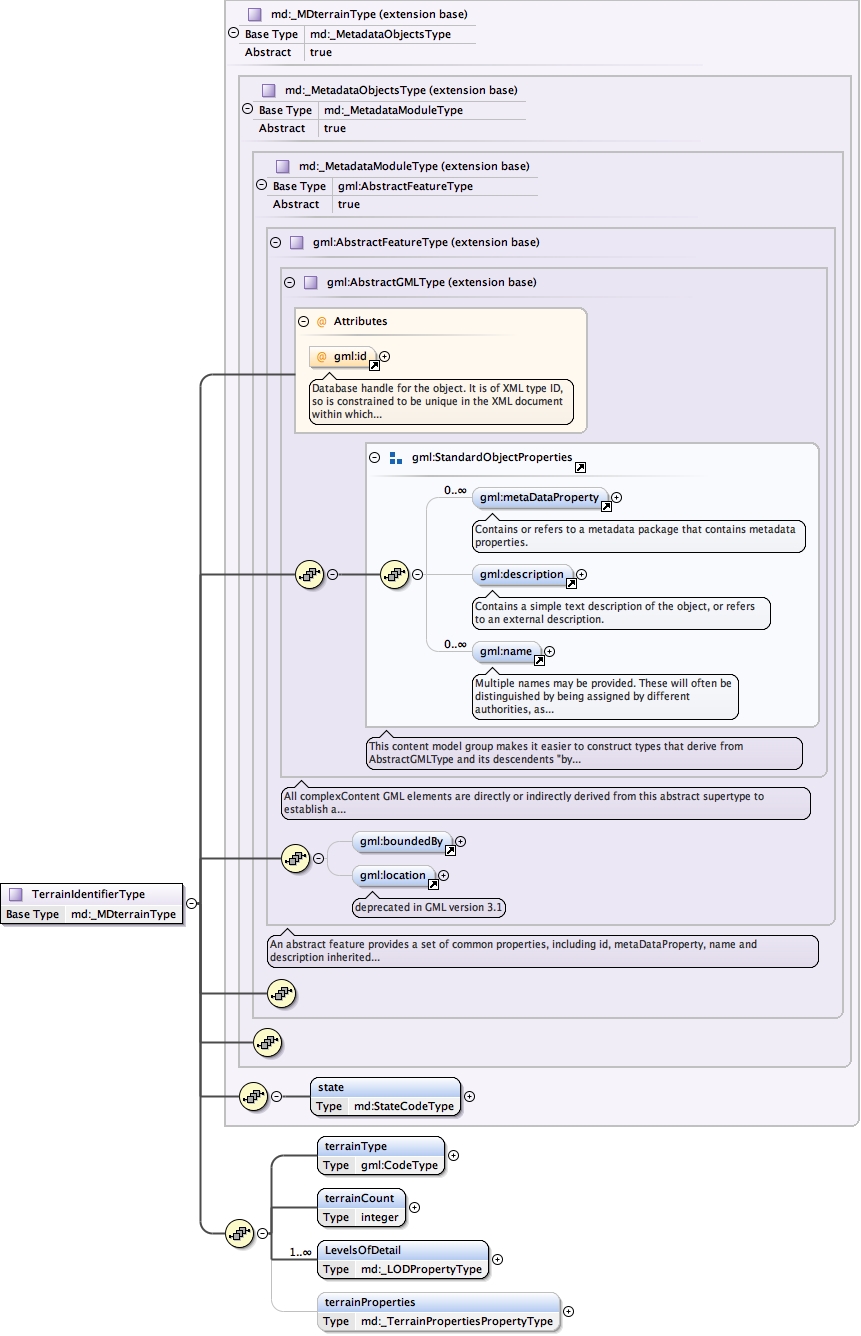 md:_MDterrainType (extension base)
Base Type md:_MetadataObjectsType
Abstract true
md:_MetadataObjectsType (extension base)
Base Type md:_MetadataModuleType
Abstract true
md:_MetadataModuleType (extension base)
Base Type gml:AbstractFeatureType
Abstract true
gml:AbstractFeatureType (extension base)
gml:AbstractGMLType (extension base)
@ Attributes
@ gml:id
Database handle for the object. It is of XML type ID,
so is constrained to be unique in the XML document
within which...
gml:StandardObjectProperties
0..∞ gml:metaDataProperty
Contains or refers to a metadata package that contains metadata
properties.
gml:description
Contains a simple text description of the object, or refers
to an external description.
0..∞ gml:name
Multiple names may be provided. These will often be
distinguished by being assigned by different
authorities, as...
This content model group makes it easier to construct types that derive from
AbstractGMLType and its descendents "by...
All complexContent GML elements are directly or indirectly derived from this abstract supertype to
establish a...
gml:boundedBy
gml:location
deprecated in GML version 3.1
TerrainIdentifierType
Base Type md:_MDterrainType
An abstract feature provides a set of common properties, including id, metaDataProperty, name and
description inherited...
state
Type md:StateCodeType
terrainType
Type gml:CodeType
terrainCount
Type integer
1..∞ LevelsOfDetail
Type md:_LODPropertyType
terrainProperties
Type md:_TerrainPropertiesPropertyType